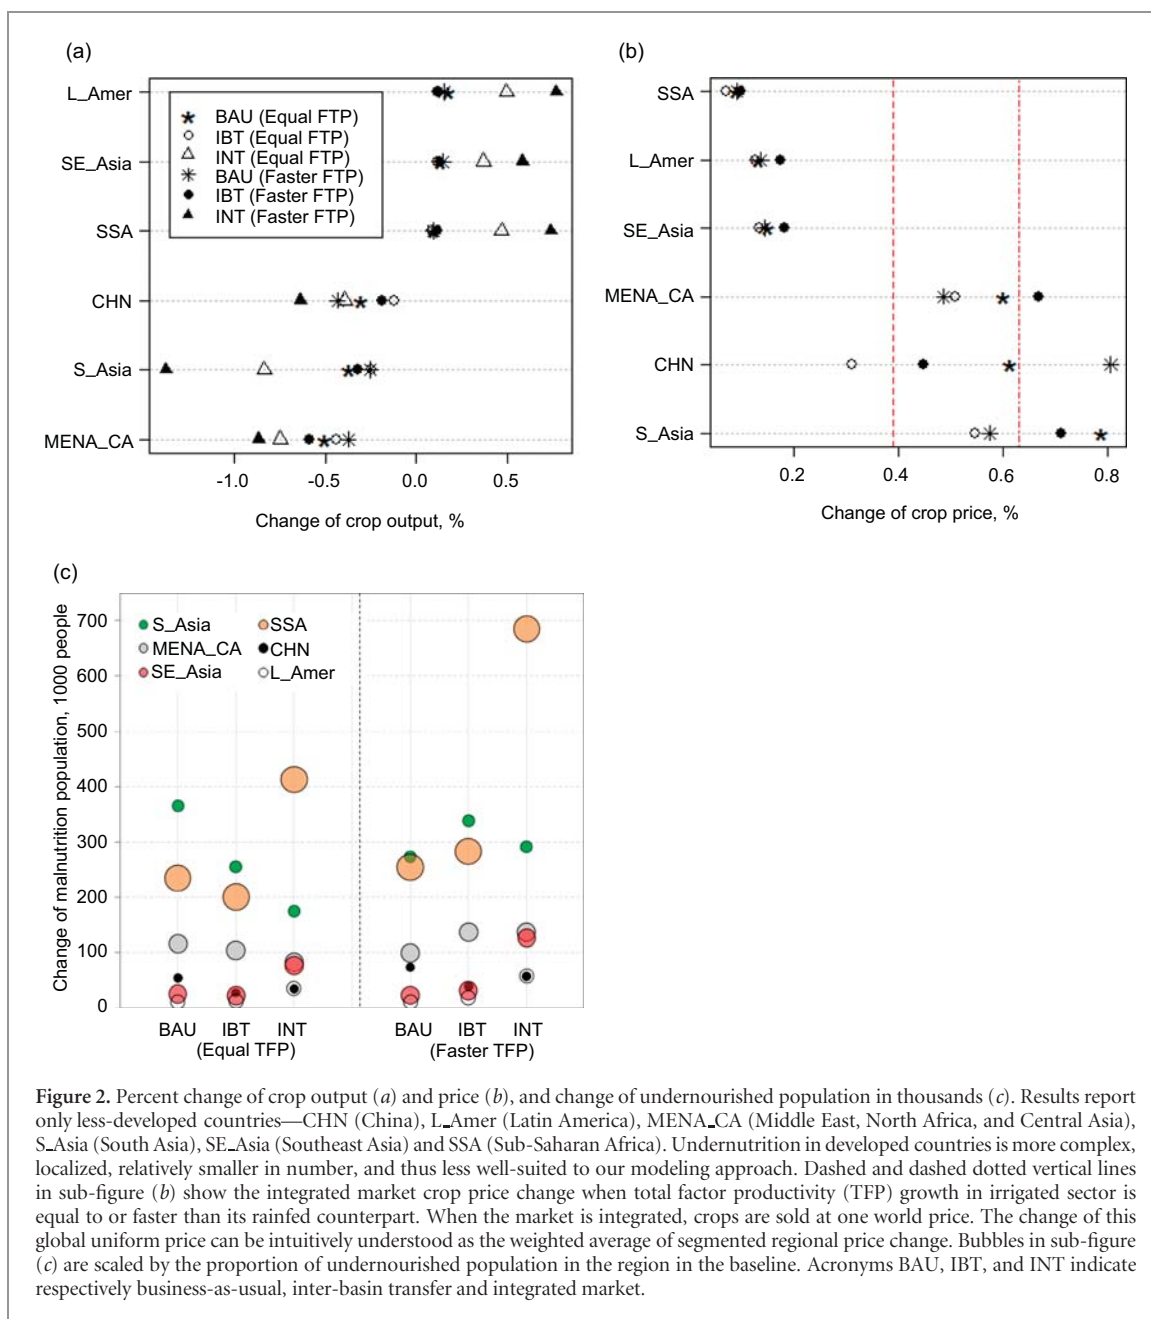 (a)
L_Amer
SE_Asia
SSA
CHN
S_Asia
MENA_CA
BAU (Equal FTP)
IBT (Equal FTP)
INT (Equal FTP)
BAU (Faster FTP)
IBT (Faster FTP)
INT (Faster FTP)
-1.0 -0.5 0.0 0.5
Change of crop output, %
(b)
SSA
L_Amer
SE_Asia
MENA_CA
CHN
S_Asia
0.2 0.4 0.6 0.8
Change of crop price, %
(c)
Change of malnutrition population, 1000 people
700
600
500
400
300
200
100
0
S_Asia SSA
MENA_CA CHN
SE_Asia L_Amer
BAU IBT INT BAU IBT INT
(Equal TFP) (Faster TFP)
Figure 2. Percent change of crop output (a) and price (b), and change of undernourished population in thousands (c). Results report
only less-developed countries—CHN (China), L_Amer (Latin America), MENA_CA (Middle East, North Africa, and Central Asia),
S_Asia (South Asia), SE_Asia (Southeast Asia) and SSA (Sub-Saharan Africa). Undernutrition in developed countries is more complex,
localized, relatively smaller in number, and thus less well-suited to our modeling approach. Dashed and dashed dotted vertical lines
in sub-figure (b) show the integrated market crop price change when total factor productivity (TFP) growth in irrigated sector is
equal to or faster than its rainfed counterpart. When the market is integrated, crops are sold at one world price. The change of this
global uniform price can be intuitively understood as the weighted average of segmented regional price change. Bubbles in sub-figure
(c) are scaled by the proportion of undernourished population in the region in the baseline. Acronyms BAU, IBT, and INT indicate
respectively business-as-usual, inter-basin transfer and integrated market.